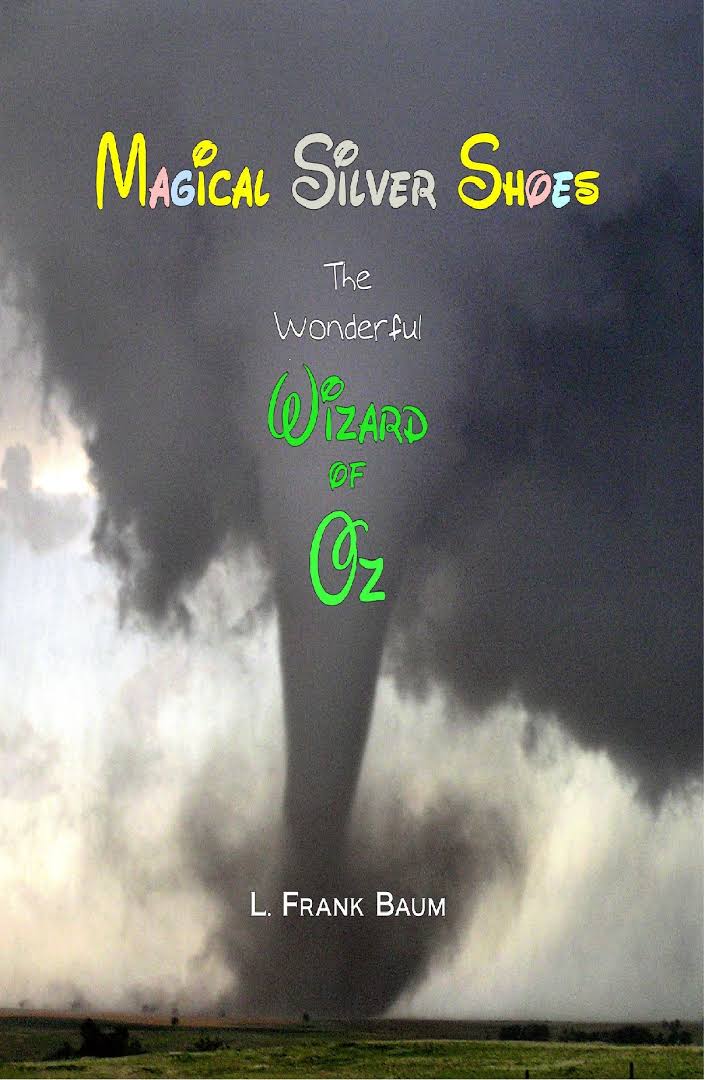 Magical Silver Shoes
The
Wonderful
Wizard
of
Oz
L. Frank Baum